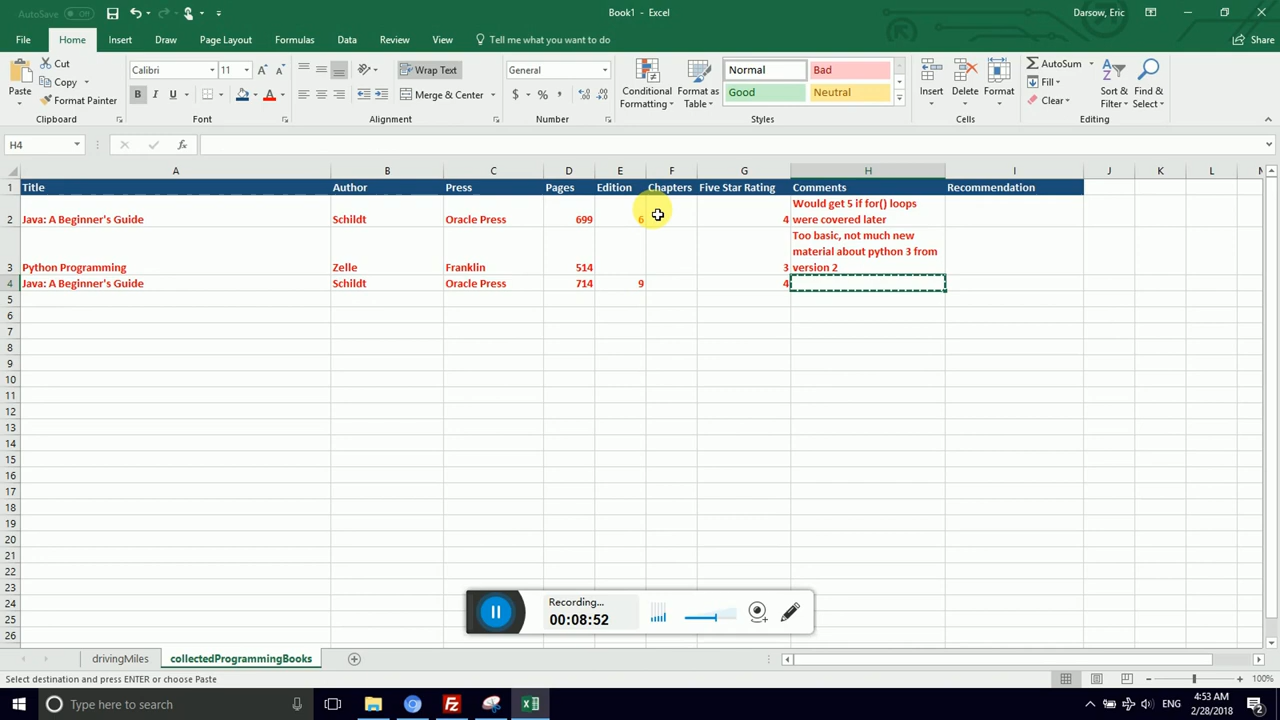 AutoSave Off
Book1 - Excel
Darsow, Eric
File Home Insert Draw Page Layout Formulas Data Review View Tell me what you want to do Share
Paste
Cut
Copy
Format Painter
Clipboard
Calibri 11
B I U
Font
Wrap Text
Merge & Center
Alignment
General
$ % ,
Number
Conditional Formatting
Format as Table
Normal Bad
Good Neutral
Styles
Insert Delete Format
Cells
AutoSum
Fill
Clear
Sort & Filter
Find & Select
Editing
H4 fx
A B C D E F G H I J K L M
1 Title Author Press Pages Edition Chapters Five Star Rating Comments Recommendation
2 Java: A Beginner's Guide Schildt Oracle Press 699 6 4 Would get 5 if for() loops were covered later
3 Python Programming Zelle Franklin 514 3 Too basic, not much new material about python 3 from version 2
4 Java: A Beginner's Guide Schildt Oracle Press 714 9 4
5
6
7
8
9
10
11
12
13
14
15
16
17
18
19
20
21
22
23
24
25
26
Recording...
00:08:52
drivingMiles collectedProgrammingBooks
Select destination and press ENTER or choose Paste
100%
Type here to search
ENG
4:53 AM
2/28/2018
2